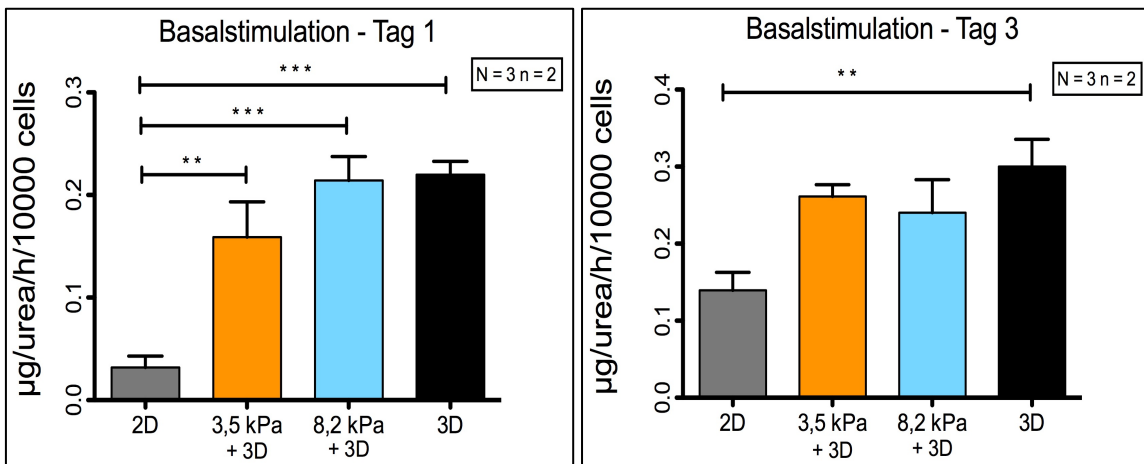 Basalstimulation - Tag 1
N = 3 n = 2
***
***
**
µg/urea/h/10000 cells
0.3
0.2
0.1
0.0
2D
3,5 kPa
+ 3D
8,2 kPa
+ 3D
3D
Basalstimulation - Tag 3
N = 3 n = 2
**
µg/urea/h/10000 cells
0.4
0.3
0.2
0.1
0.0
2D
3,5 kPa
+ 3D
8,2 kPa
+ 3D
3D